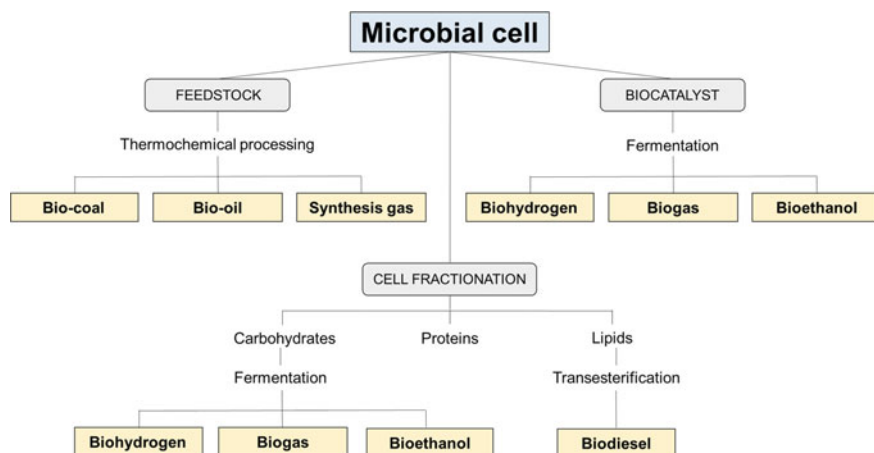 Microbial cell
FEEDSTOCK
BIOCATALYST
Thermochemical processing
Fermentation
Bio-coal
Bio-oil
Synthesis gas
Biohydrogen
Biogas
Bioethanol
CELL FRACTIONATION
Carbohydrates
Proteins
Lipids
Fermentation
Transesterification
Biohydrogen
Biogas
Bioethanol
Biodiesel